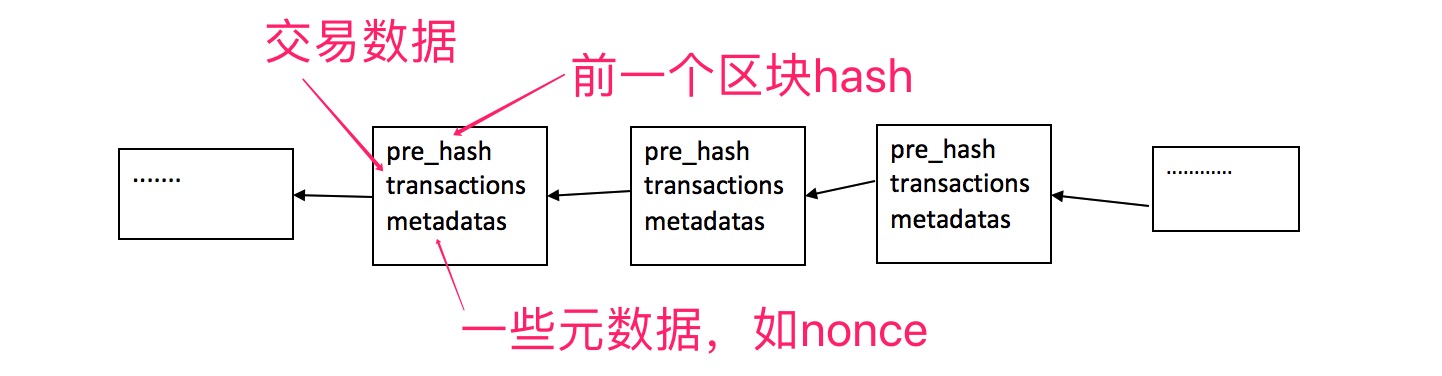 交易数据
前一个区块hash
.......
pre_hash
transactions
metadatas
pre_hash
transactions
metadatas
pre_hash
transactions
metadatas
............
一些元数据，如nonce